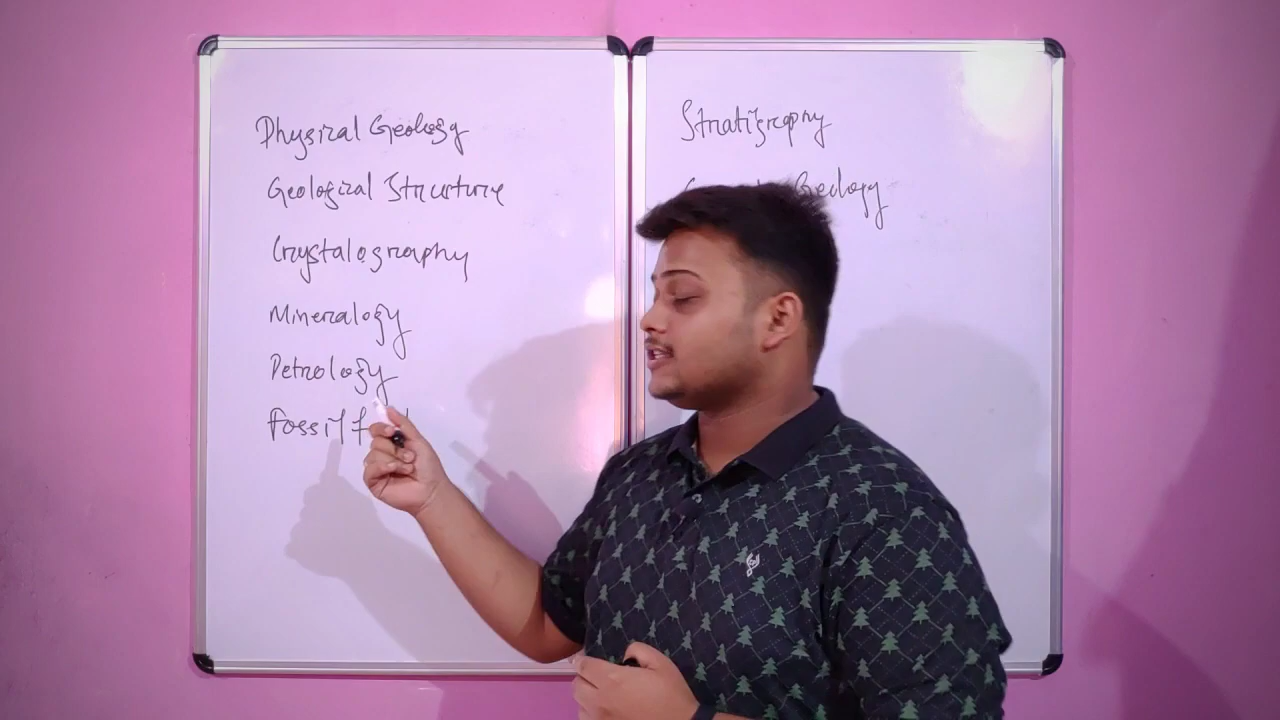 Physical Geology
Geological Structure
Crystalography
Mineralogy
Petrology
Fossil
Stratigraphy
Geology